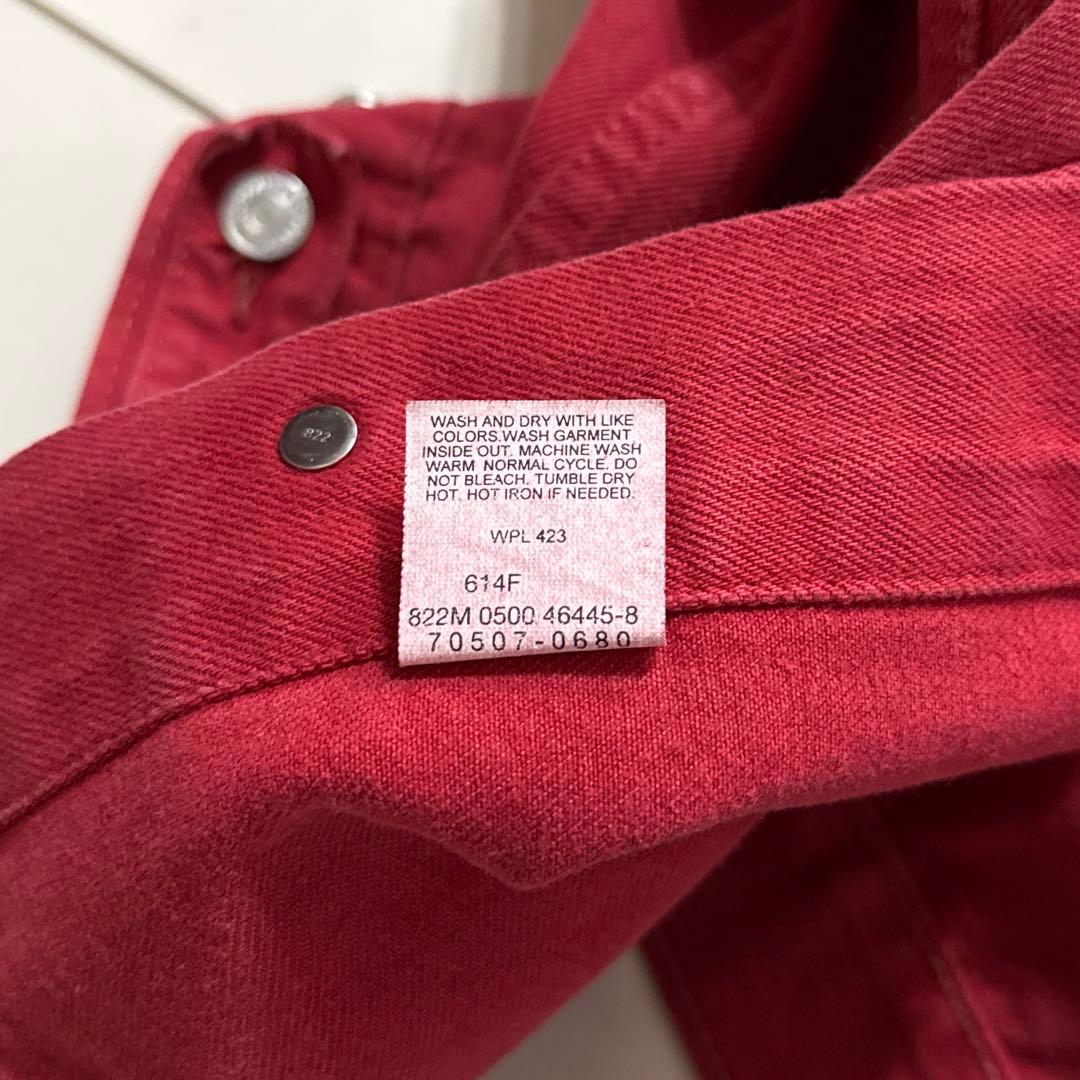 822
WASH AND DRY WITH LIKE
COLORS.WASH GARMENT
INSIDE OUT. MACHINE WASH
WARM NORMAL CYCLE. DO
NOT BLEACH. TUMBLE DRY
HOT. HOT IRON IF NEEDED.
WPL 423
614F
822M 0500 46445-8
70507-0680